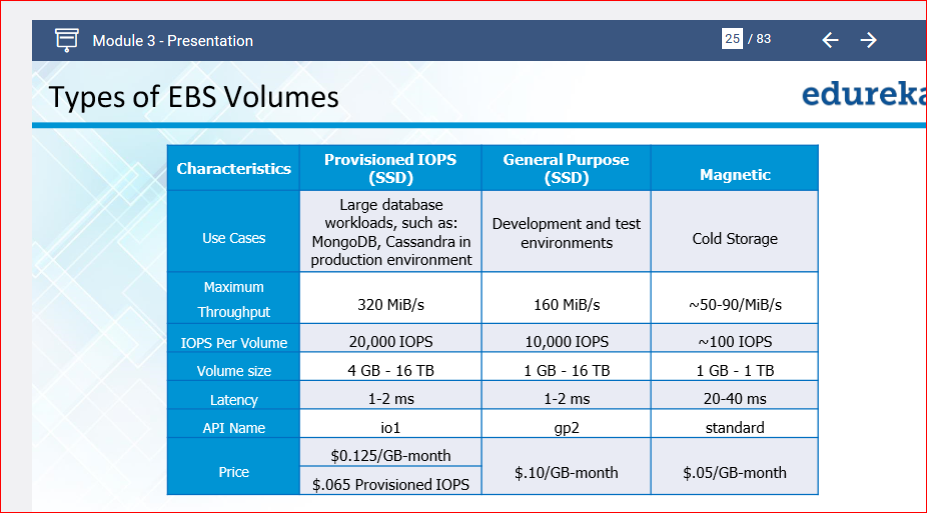 Module 3 - Presentation
25 / 83
Types of EBS Volumes
edureka
Characteristics
Provisioned IOPS
(SSD)
General Purpose
(SSD)
Magnetic
Use Cases
Large database
workloads, such as:
MongoDB, Cassandra in
production environment
Development and test
environments
Cold Storage
Maximum
Throughput
320 MiB/s
160 MiB/s
~50-90/MiB/s
IOPS Per Volume
20,000 IOPS
10,000 IOPS
~100 IOPS
Volume size
4 GB - 16 TB
1 GB - 16 TB
1 GB - 1 TB
Latency
1-2 ms
1-2 ms
20-40 ms
API Name
io1
gp2
standard
Price
$0.125/GB-month
$.065 Provisioned IOPS
$.10/GB-month
$.05/GB-month